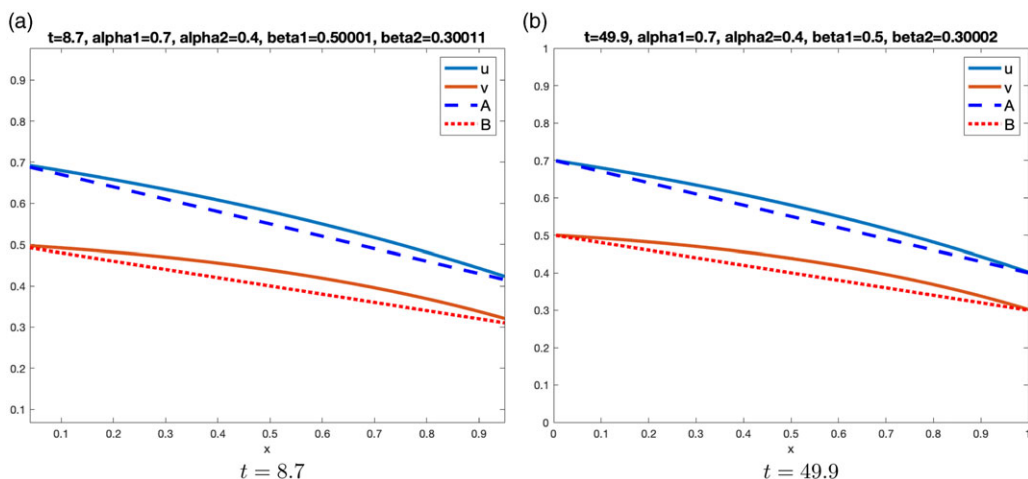 (a)
t=8.7, alpha1=0.7, alpha2=0.4, beta1=0.50001, beta2=0.30011
u
v
A
B
0.9
0.8
0.7
0.6
0.5
0.4
0.3
0.2
0.1
0.1 0.2 0.3 0.4 0.5 0.6 0.7 0.8 0.9
x
t = 8.7
(b)
t=49.9, alpha1=0.7, alpha2=0.4, beta1=0.5, beta2=0.30002
u
v
A
B
1
0.9
0.8
0.7
0.6
0.5
0.4
0.3
0.2
0.1
0
0 0.1 0.2 0.3 0.4 0.5 0.6 0.7 0.8 0.9 1
x
t = 49.9